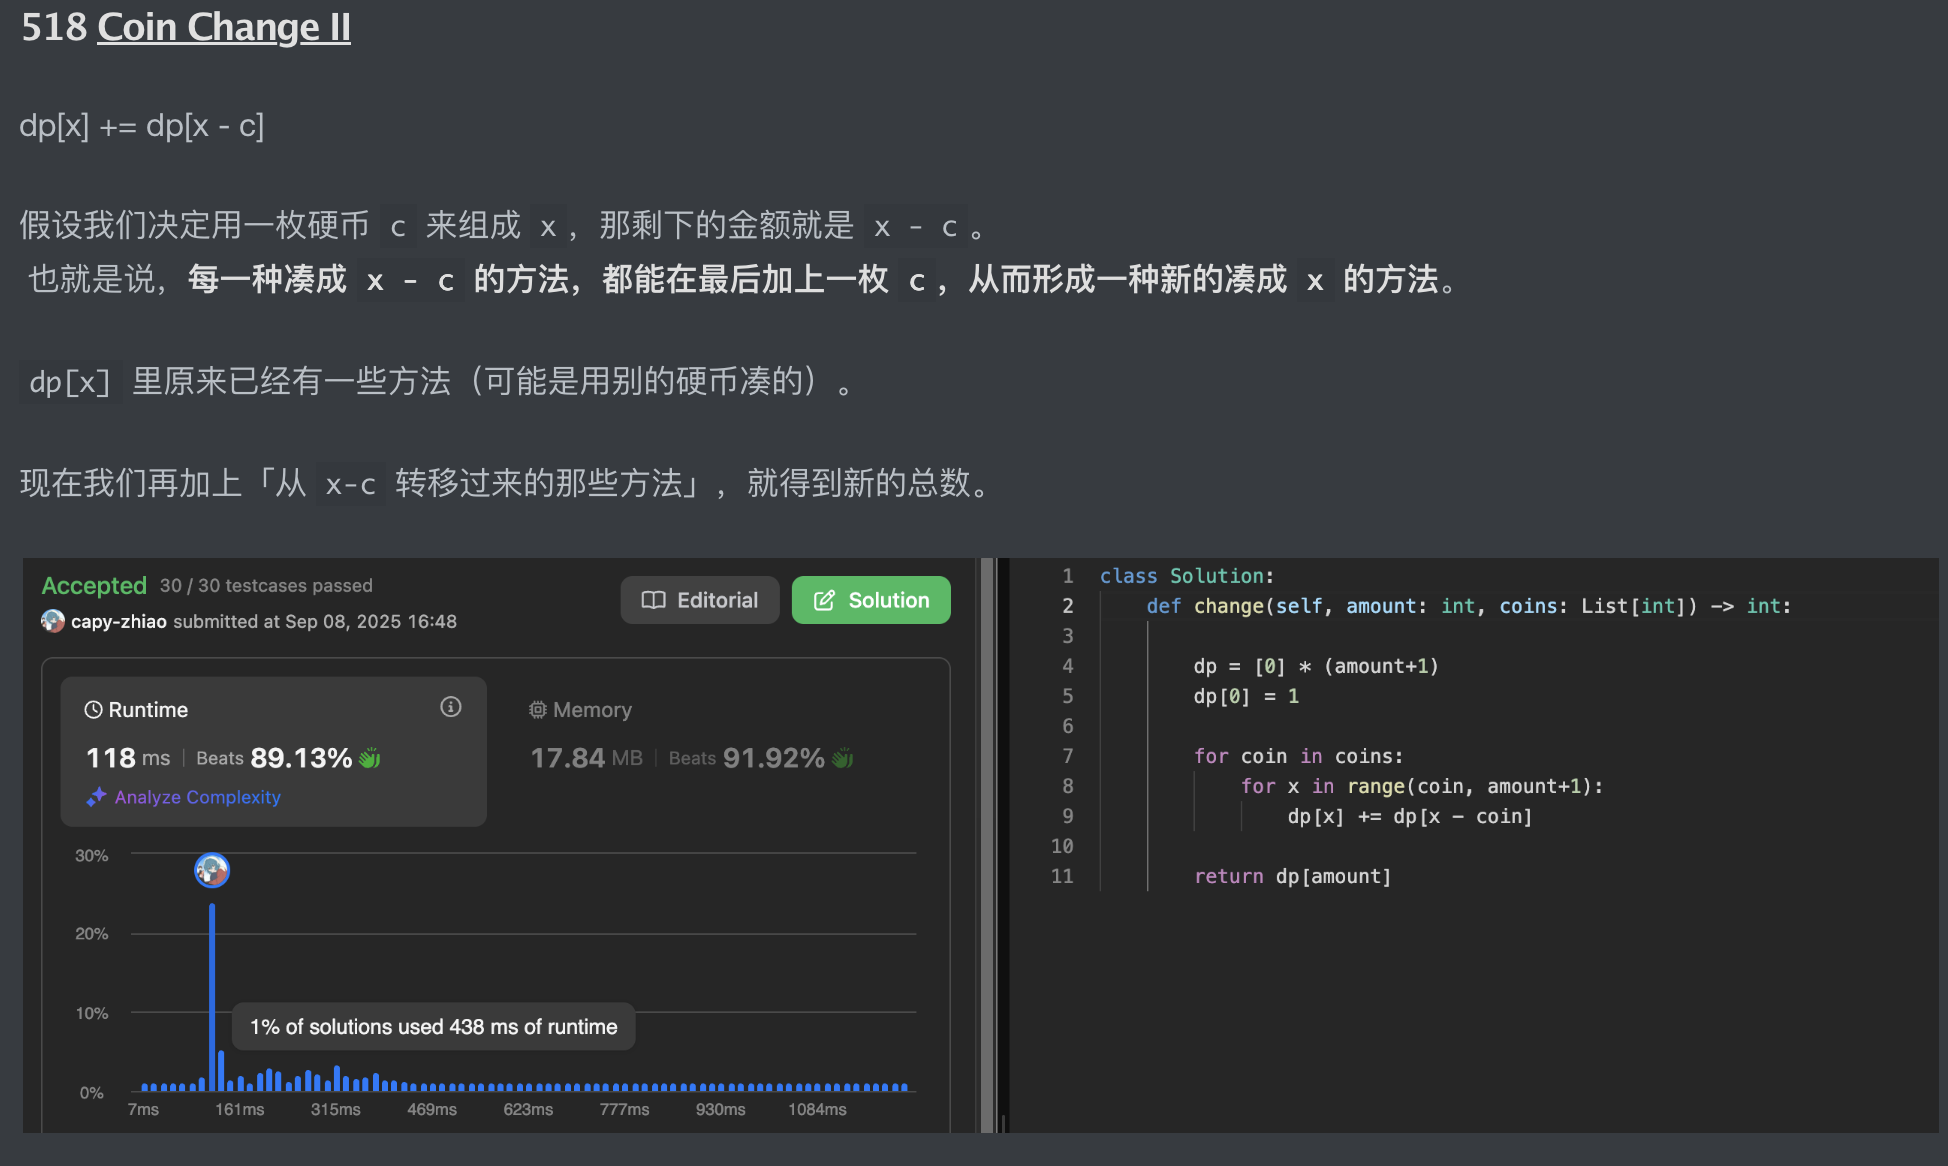 518 Coin Change II
dp[x] += dp[x - c]
假设我们决定用一枚硬币 c 来组成 x，那剩下的金额就是 x - c。
也就是说，每一种凑成 x - c 的方法，都能在最后加上一枚 c，从而形成一种新的凑成 x 的方法。
dp[x] 里原来已经有一些方法（可能是用别的硬币凑的）。
现在我们再加上「从 x-c 转移过来的那些方法」，就得到新的总数。
Accepted 30 / 30 testcases passed
capy-zhiao submitted at Sep 08, 2025 16:48
Editorial
Solution
Runtime
118 ms | Beats 89.13%
Analyze Complexity
Memory
17.84 MB | Beats 91.92%
30%
20%
10%
0%
1% of solutions used 438 ms of runtime
7ms 161ms 315ms 469ms 623ms 777ms 930ms 1084ms
1 class Solution:
2 def change(self, amount: int, coins: List[int]) -> int:
3
4 dp = [0] * (amount+1)
5 dp[0] = 1
6
7 for coin in coins:
8 for x in range(coin, amount+1):
9 dp[x] += dp[x - coin]
10
11 return dp[amount]